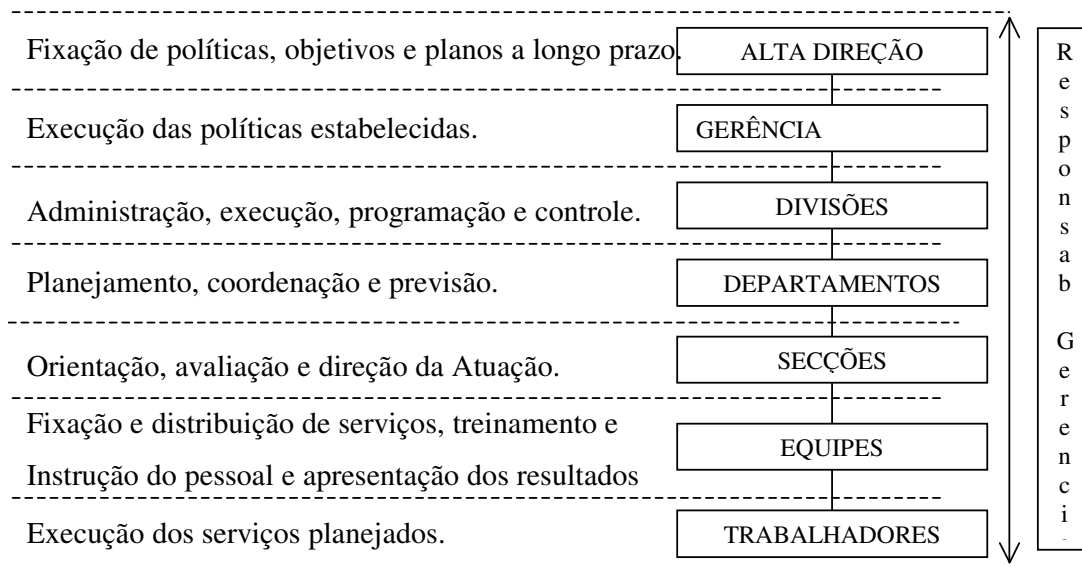 Fixação de políticas, objetivos e planos a longo prazo.
ALTA DIREÇÃO
Execução das políticas estabelecidas.
GERÊNCIA
Administração, execução, programação e controle.
DIVISÕES
Planejamento, coordenação e previsão.
DEPARTAMENTOS
Orientação, avaliação e direção da Atuação.
SECÇÕES
Fixação e distribuição de serviços, treinamento e
Instrução do pessoal e apresentação dos resultados
EQUIPES
Execução dos serviços planejados.
TRABALHADORES
Responsab
Gerenci